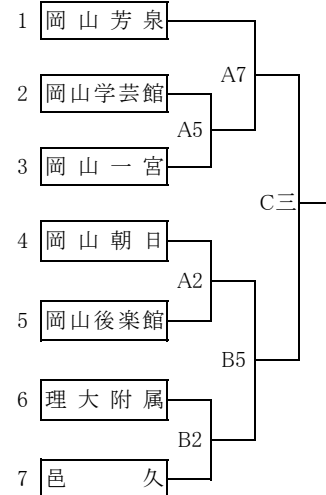 1 岡山芳泉
A7
2 岡山学芸館
A5
3 岡山一宮
C三
4 岡山朝日
A2
5 岡山後楽館
B5
6 理大附属
B2
7 邑久